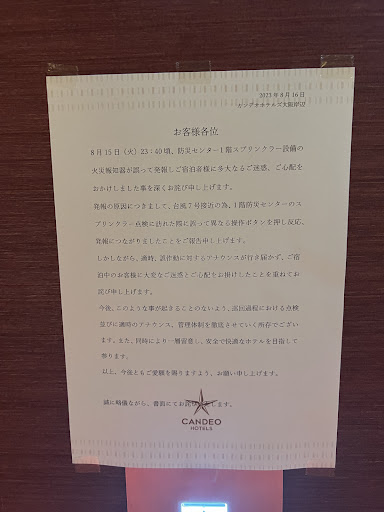 2023年8月16日
カンデオホテルズ大阪岸辺
お客様各位
8月15日（火）23：40頃、防災センター1階スプリンクラー設備の
火災報知器が誤って発報しご宿泊者様に多大なるご迷惑、ご心配を
おかけしました事を深くお詫び申し上げます。
発報の原因につきまして、台風7号接近の為、1階防災センターのス
プリンクラー点検に訪れた際に誤って異なる操作ボタンを押し反応、
発報につながりましたことをご報告申し上げます。
しかしながら、適時、誤作動に対するアナウンスが行き届かず、ご宿
泊中のお客様に大変なご迷惑とご心配をお掛けしたことを重ねてお
詫び申し上げます。
今後、このような事が起きることのないよう、巡回過程における点検
並びに適時のアナウンス、管理体制を徹底させていく所存でござい
ます。また、同時により一層留意し、安全で快適なホテルを目指して
参ります。
以上、今後ともご愛顧を賜りますよう、お願い申し上げます。
誠に略儀ながら、書面にてお詫び
します。
CANDEO
HOTELS